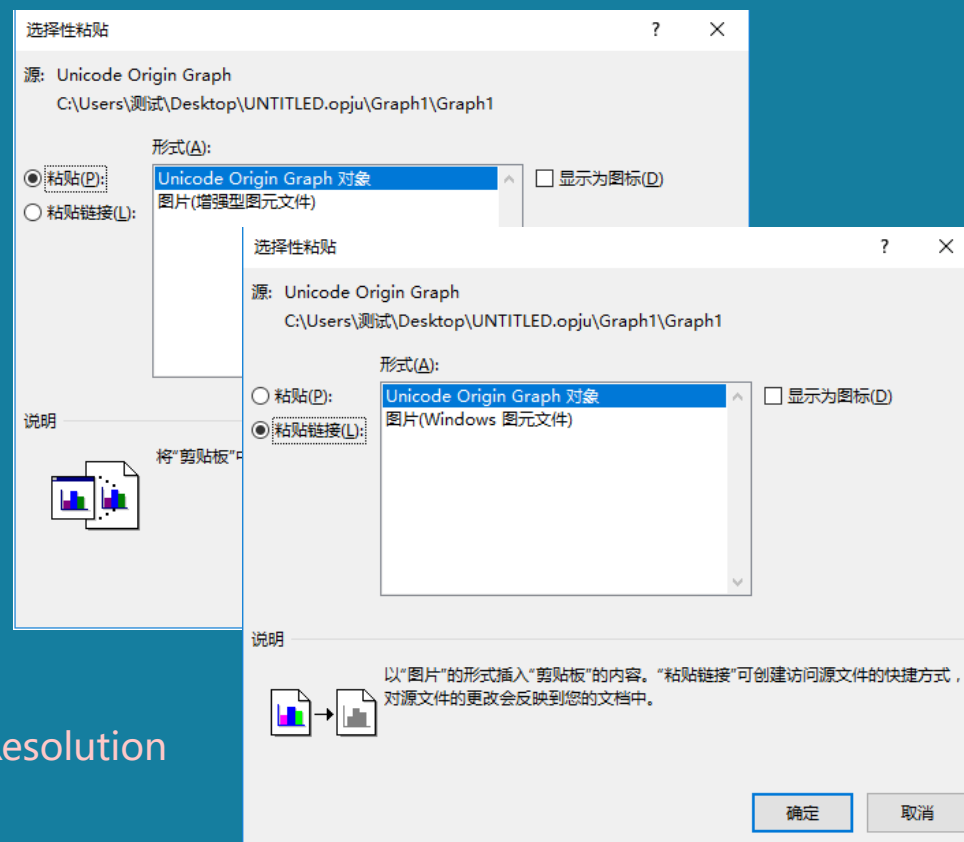 选择性粘贴
源: Unicode Origin Graph
C:\Users\测试\Desktop\UNTITLED.opju\Graph1\Graph1
形式(A):
粘贴(P):
Unicode Origin Graph 对象
显示为图标(D)
图片(增强型图元文件)
粘贴链接(L):
说明
将“剪贴板”
选择性粘贴
源: Unicode Origin Graph
C:\Users\测试\Desktop\UNTITLED.opju\Graph1\Graph1
形式(A):
粘贴(P):
Unicode Origin Graph 对象
显示为图标(D)
图片(Windows 图元文件)
粘贴链接(L):
说明
以“图片”的形式插入“剪贴板”的内容。“粘贴链接”可创建访问源文件的快捷方式，
对源文件的更改会反映到您的文档中。
确定
取消
esolution